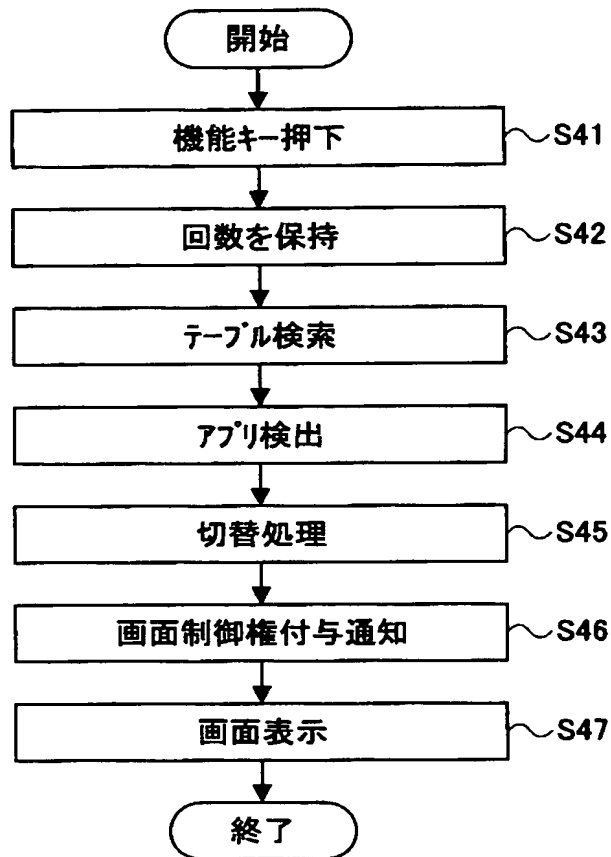 開始
機能キー押下
S41
回数を保持
S42
テーブル検索
S43
アプリ検出
S44
切替処理
S45
画面制御権付与通知
S46
画面表示
S47
終了